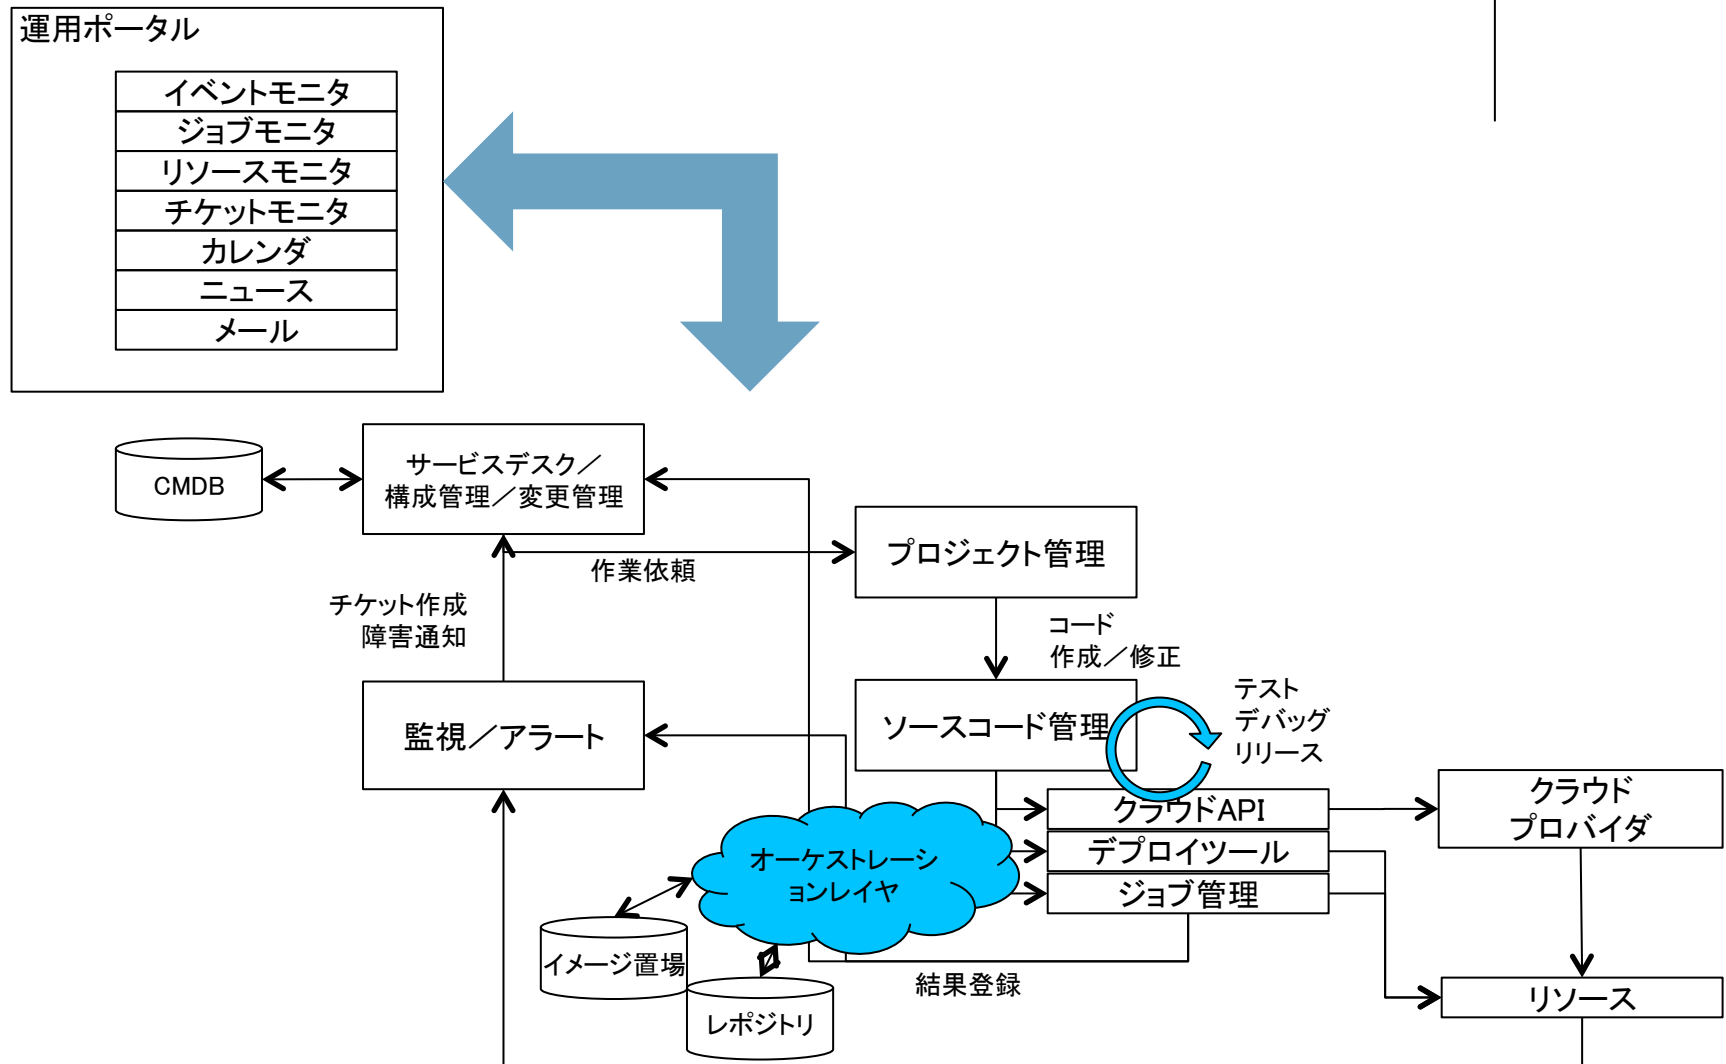 運用ポータル
イベントモニタ
ジョブモニタ
リソースモニタ
チケットモニタ
カレンダ
ニュース
メール
CMDB
サービスデスク／
構成管理／変更管理
作業依頼
プロジェクト管理
チケット作成
障害通知
コード
作成／修正
監視／アラート
ソースコード管理
テスト
デバッグ
リリース
クラウドAPI
デプロイツール
ジョブ管理
クラウド
プロバイダ
オーケストレーシ
ョンレイヤ
イメージ置場
レポジトリ
結果登録
リソース